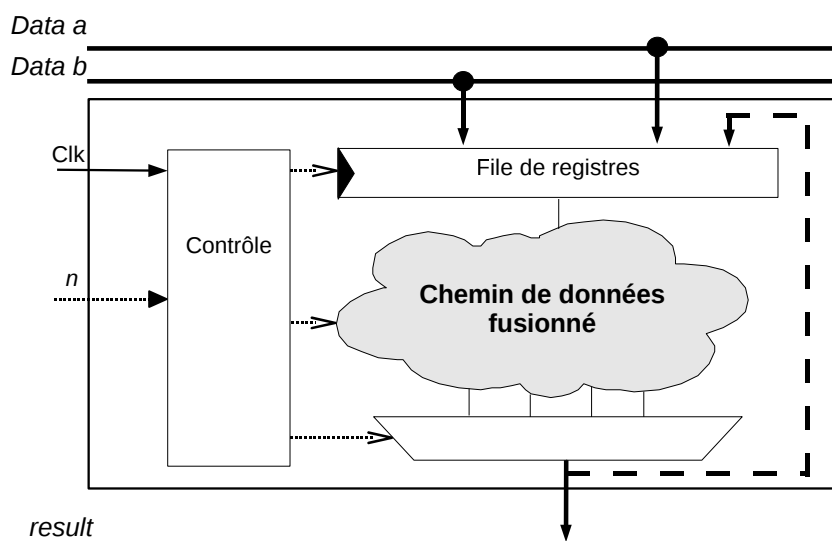 Data a
Data b
Clk
File de registres
Contrôle
n
Chemin de données
fusionné
result